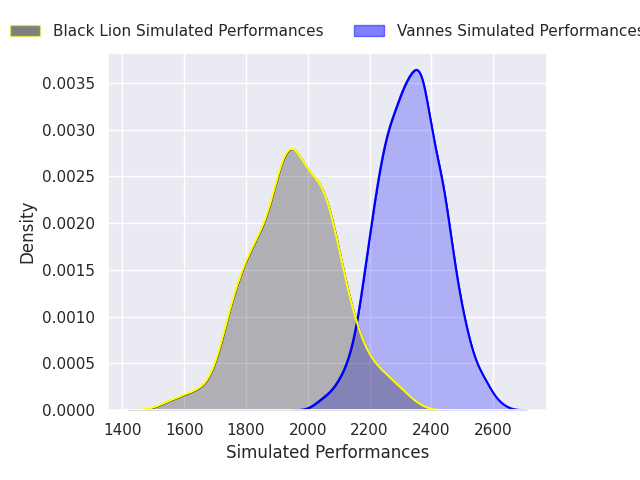 Black Lion Simulated Performances Vannes Simulated Performances
0.0035
0.0030
0.0025
0.0020
0.0015
0.0010
0.0005
0.0000
Density
1400 1600 1800 2000 2200 2400 2600
Simulated Performances